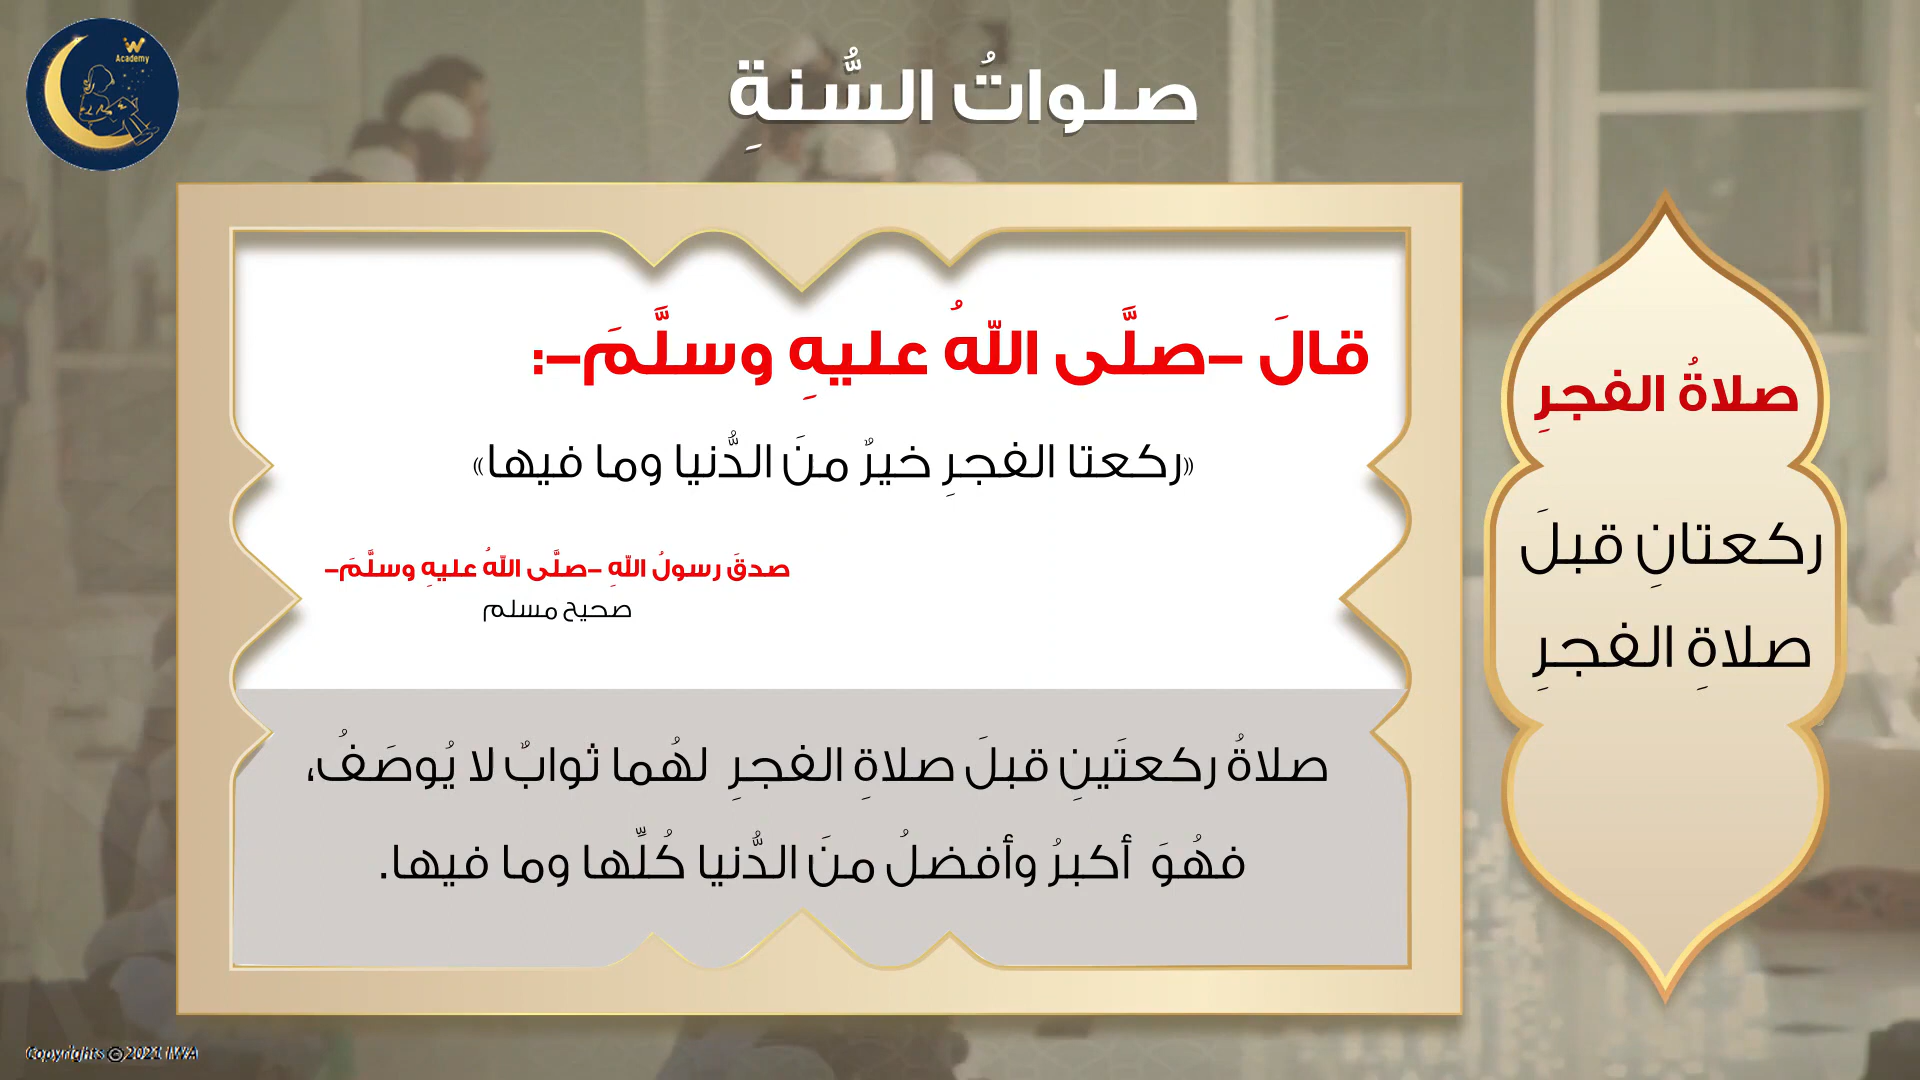 W
Academy
صلواتُ السُّنةِ
قالَ –صلَّى اللّهُ عليهِ وسلَّمَ–:
«ركعتا الفجرِ خيرٌ منَ الدُّنيا وما فيها»
صدقَ رسولُ اللّهِ –صلَّى اللّهُ عليهِ وسلَّمَ–
صحيح مسلم
صلاةُ ركعتَينِ قبلَ صلاةِ الفجرِ لهُما ثوابٌ لا يُوصَفُ،
فهُوَ أكبرُ وأفضلُ منَ الدُّنيا كُلِّها وما فيها.
صلاةُ الفجرِ
ركعتانِ قبلَ
صلاةِ الفجرِ
Copyrights ©2021 IWA